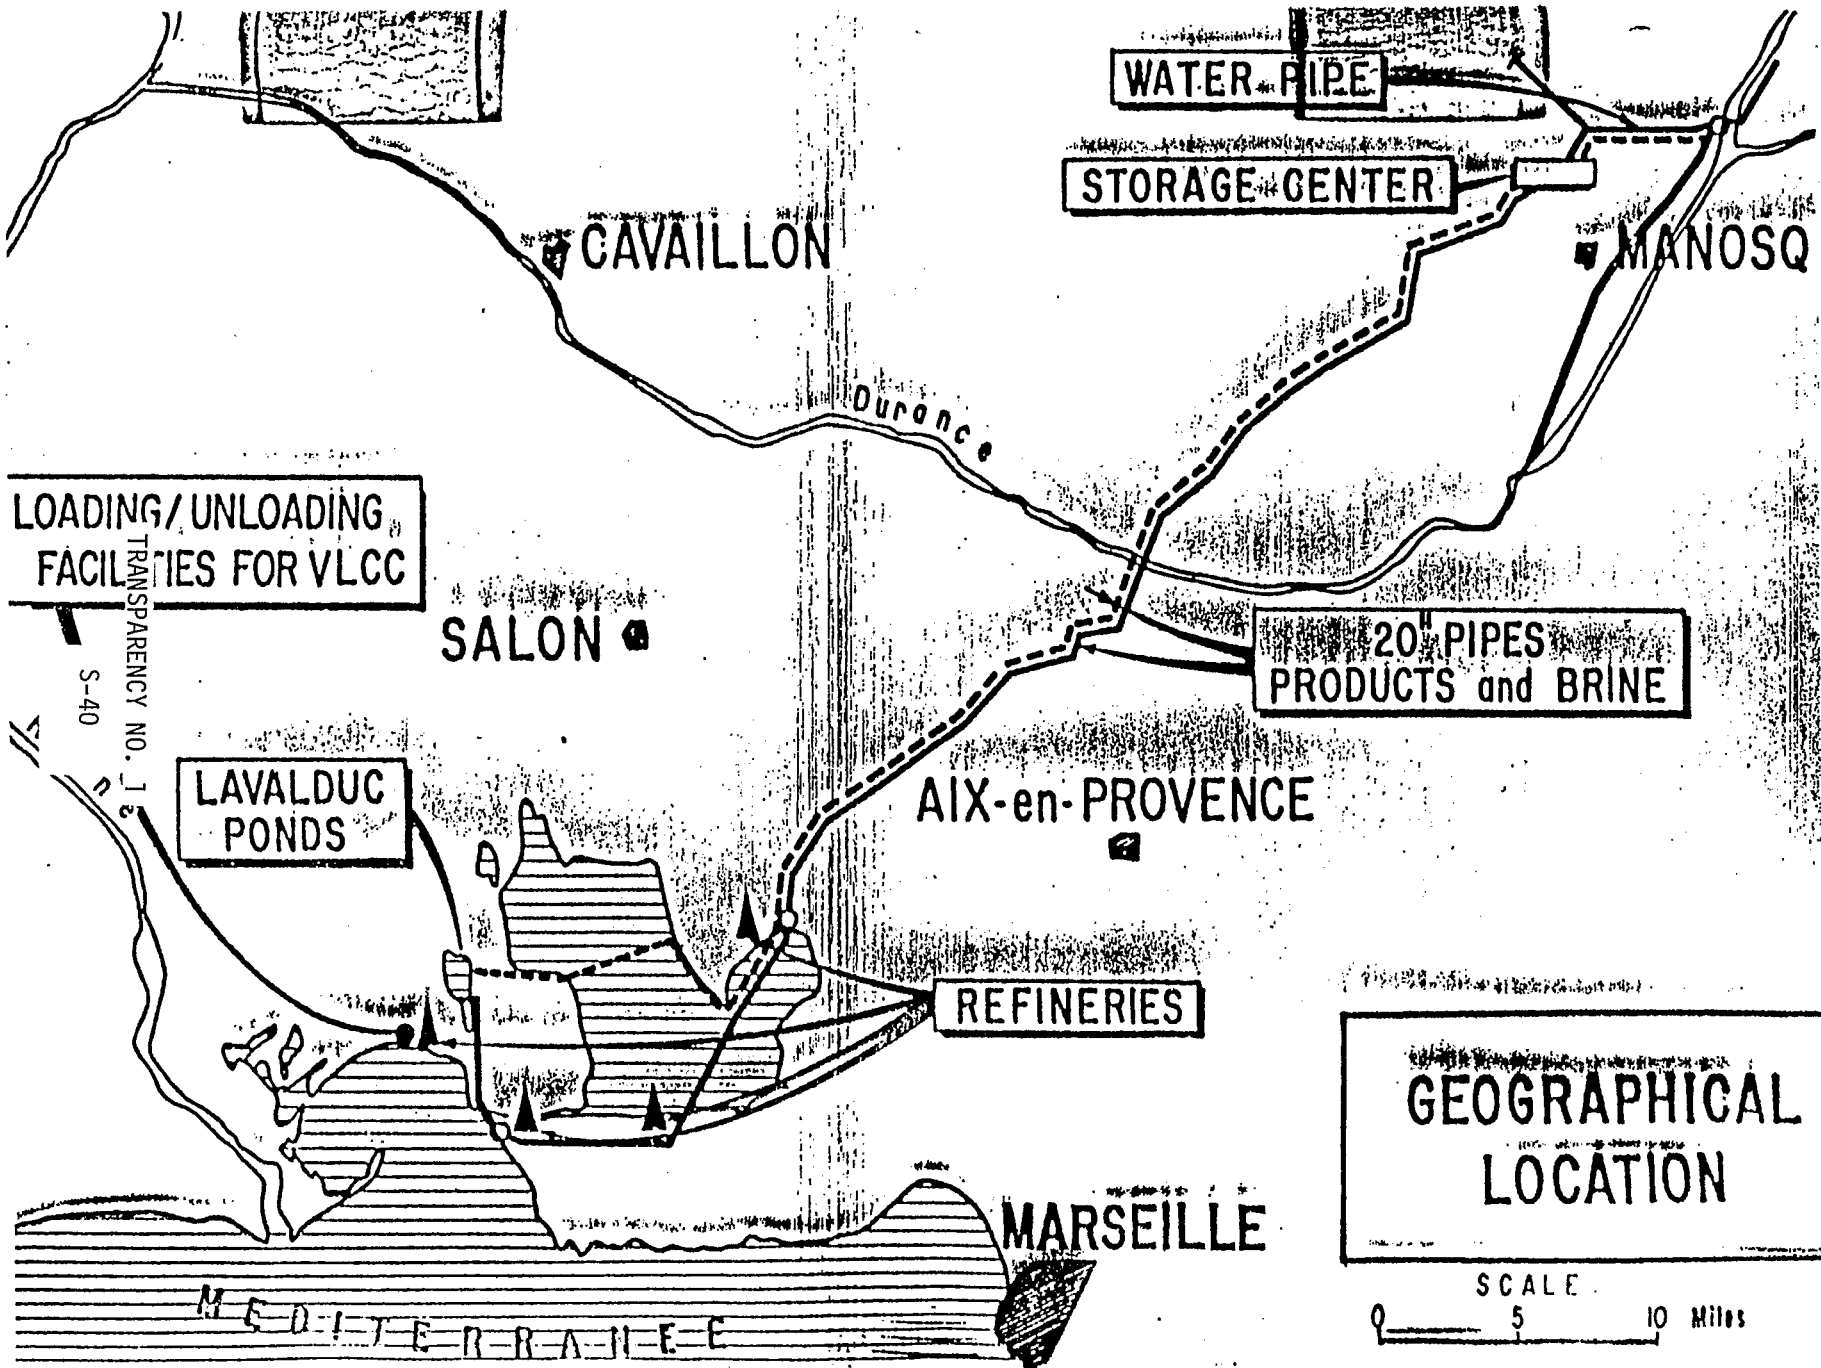 WATER PIPE
STORAGE CENTER
CAVAILLON
MANOSQ
Durance
LOADING/UNLOADING
FACILITIES FOR VLCC
TRANSPARENCY NO. 1
S-40
SALON
20" PIPES
PRODUCTS and BRINE
LAVALDUC
PONDS
AIX-en-PROVENCE
REFINERIES
GEOGRAPHICAL
LOCATION
MARSEILLE
SCALE
0 5 10 Miles
MEDITERRANEE